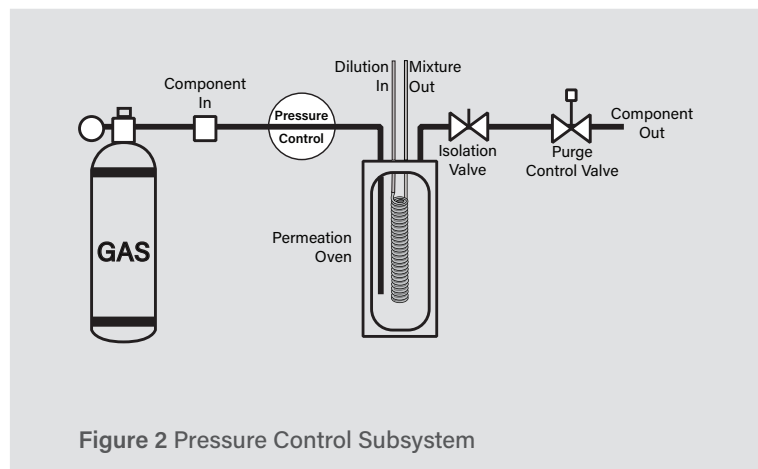 Component
In
Pressure
Control
Dilution
In
Mixture
Out
Isolation
Valve
Purge
Control Valve
Component
Out
GAS
Permeation
Oven
Figure 2 Pressure Control Subsystem